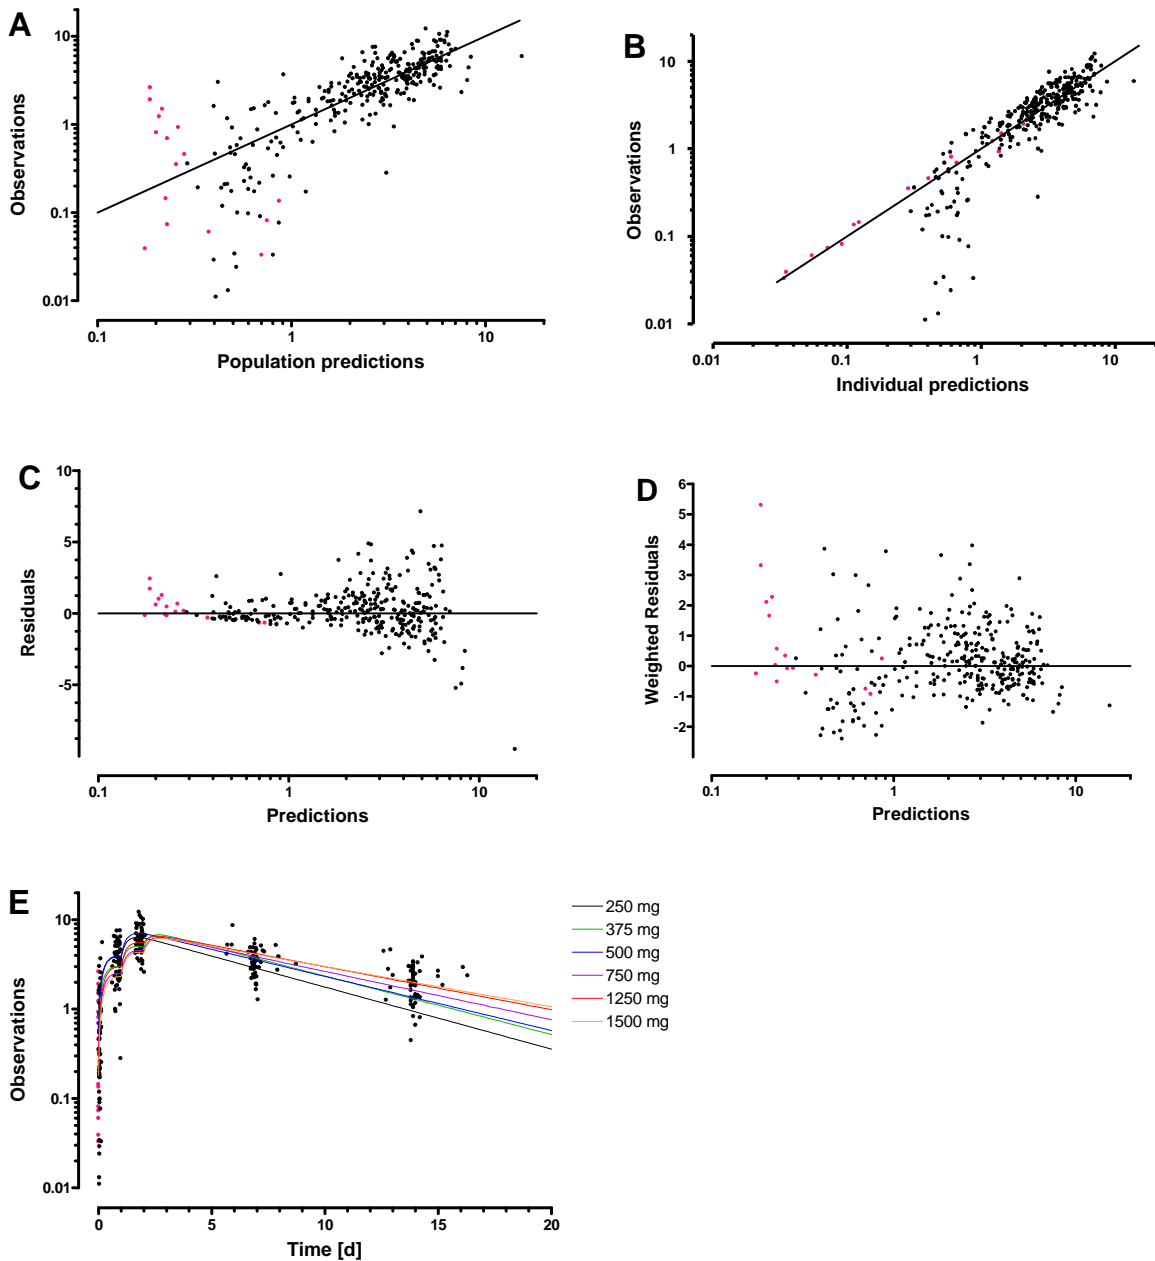 A
Observations
10
1
0.1
0.01
0.1
1
10
Population predictions
B
Observations
10
1
0.1
0.01
0.01
0.1
1
10
Individual predictions
C
Residuals
10
5
0
-5
0.1
1
10
Predictions
D
Weighted Residuals
6
5
4
3
2
1
0
-1
-2
0.1
1
10
Predictions
E
Observations
10
1
0.1
0.01
0
5
10
15
20
Time [d]
250 mg
375 mg
500 mg
750 mg
1250 mg
1500 mg